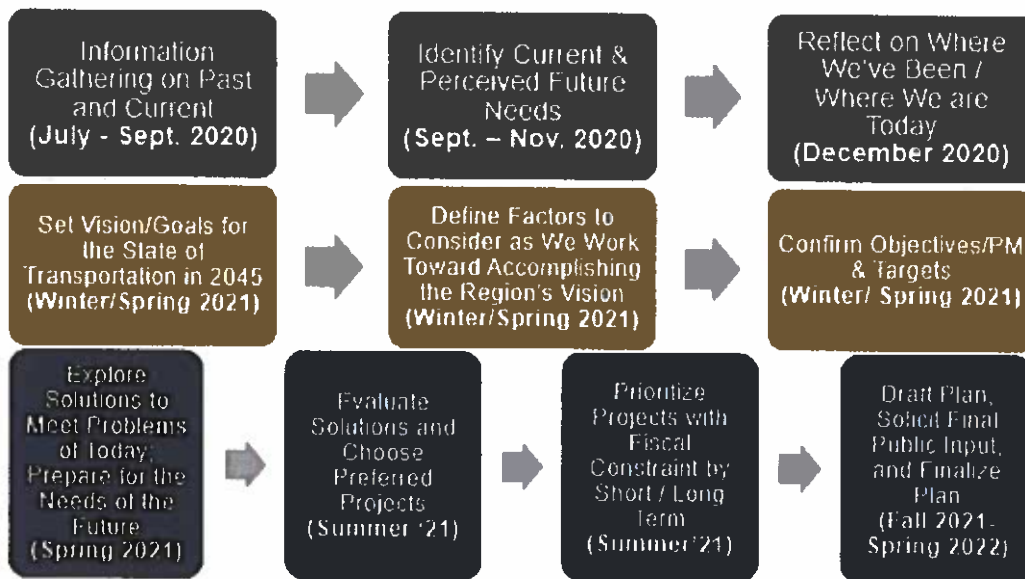 Information
Gathering on Past
and Current
(July - Sept. 2020)
Identify Current &
Perceived Future
Needs
(Sept. – Nov. 2020)
Reflect on Where
We've Been /
Where We are
Today
(December 2020)
Set Vision/Goals for
the State of
Transportation in 2045
(Winter/Spring 2021)
Define Factors to
Consider as We Work
Toward Accomplishing
the Region's Vision
(Winter/Spring 2021)
Confirm Objectives/PM
& Targets
(Winter/ Spring 2021)
Explore
Solutions to
Meet Problems
of Today;
Prepare for the
Needs of the
Future
(Spring 2021)
Evaluate
Solutions and
Choose
Preferred
Projects
(Summer '21)
Prioritize
Projects with
Fiscal
Constraint by
Short / Long
Term
(Summer'21)
Draft Plan,
Solicit Final
Public Input,
and Finalize
Plan
(Fall 2021-
Spring 2022)